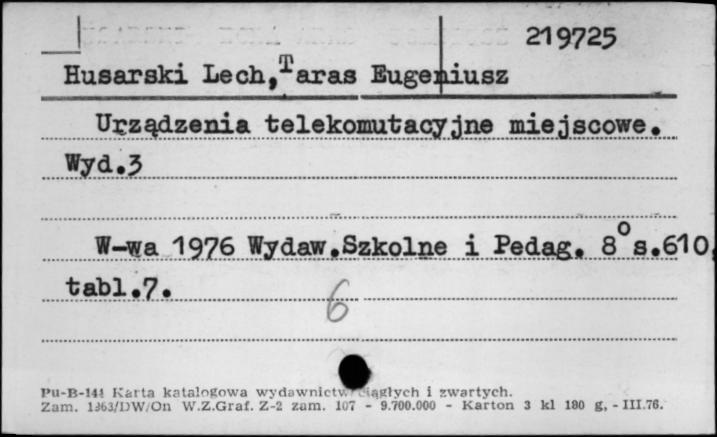 219725
Husarski Lech, Taras Eugeniusz
Urządzenia telekomutacyjne miejscowe.
Wyd.3
W-wa 1976 Wydaw.Szkolne i Pedag. 8° s.610,
tabl.7.
6
Pu-B-144 Karta katalogowa wydawnictw ciągłych i zwartych.
Zam. 1363/DW/On W.Z.Graf. Z-2 zam. 107 - 9.700.000 - Karton 3 kl 180 g, - III.76.